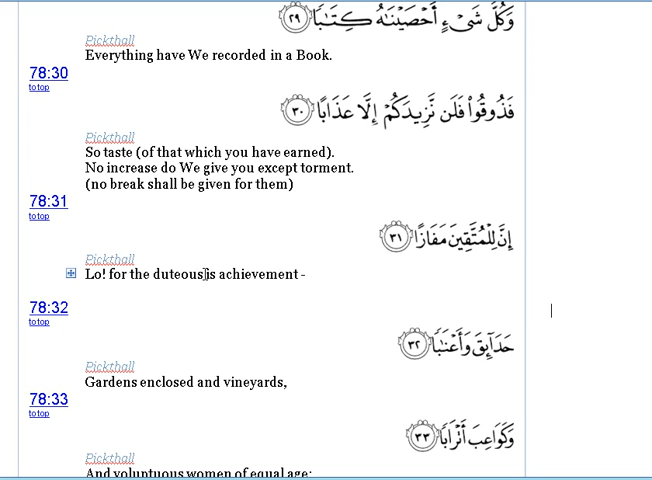 وَكُلَّ شَىْءٍ أَحْصَيْنَـٰهُ كِتَـٰبًا ﴿٢٩﴾
Pickthall
Everything have We recorded in a Book.
78:30
to top
فَذُوقُوا۟ فَلَن نَّزِيدَكُمْ إِلَّا عَذَابًا ﴿٣٠﴾
Pickthall
So taste (of that which you have earned).
No increase do We give you except torment.
(no break shall be given for them)
78:31
to top
إِنَّ لِلْمُتَّقِينَ مَفَازًا ﴿٣١﴾
Pickthall
Lo! for the duteous is achievement -
78:32
to top
حَدَآئِقَ وَأَعْنَـٰبًا ﴿٣٢﴾
Pickthall
Gardens enclosed and vineyards,
78:33
to top
وَكَوَاعِبَ أَتْرَابًا ﴿٣٣﴾
Pickthall
And voluptuous women of equal age;